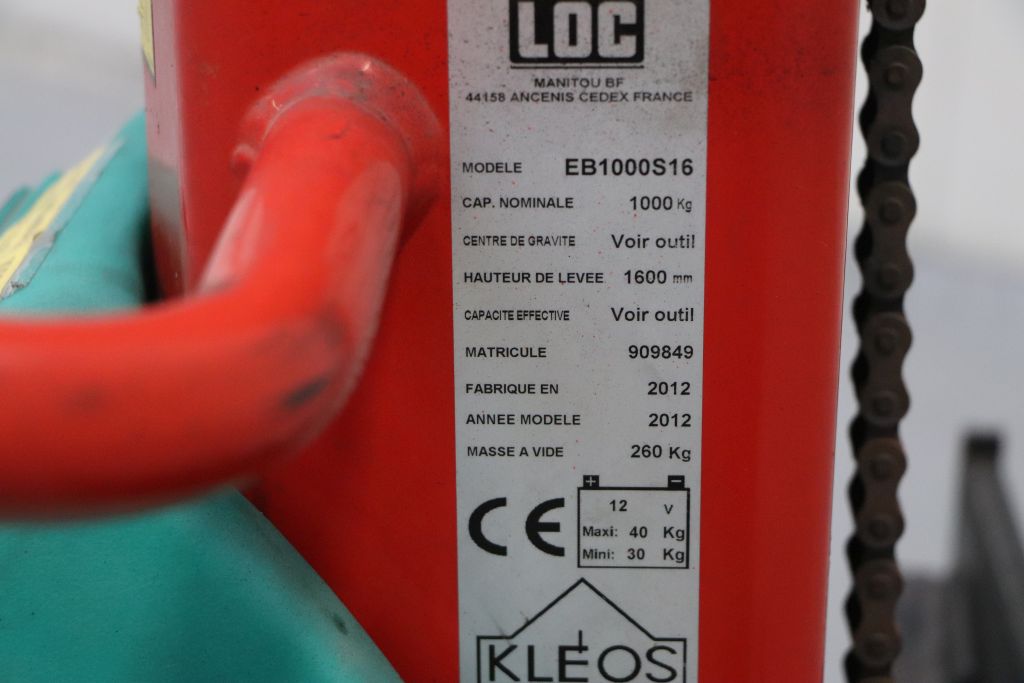 LOC
MANITOU BF
44158 ANCENIS CEDEX FRANCE
MODELE EB1000S16
CAP. NOMINALE 1000 Kg
CENTRE DE GRAVITE Voir outil
HAUTEUR DE LEVEE 1600 mm
CAPACITE EFFECTIVE Voir outil
MATRICULE 909849
FABRIQUE EN 2012
ANNEE MODELE 2012
MASSE A VIDE 260 Kg
+ −
CE 12 V
Maxi: 40 Kg
Mini: 30 Kg
KLEOS